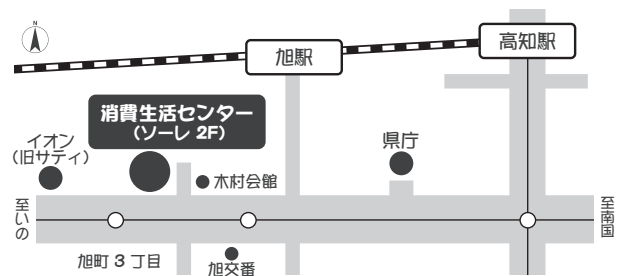 N
高知駅
旭駅
消費生活センター
（ソーレ 2F）
イオン
（旧サティ）
県庁
木村会館
至いの
至南国
旭町 3 丁目
旭交番